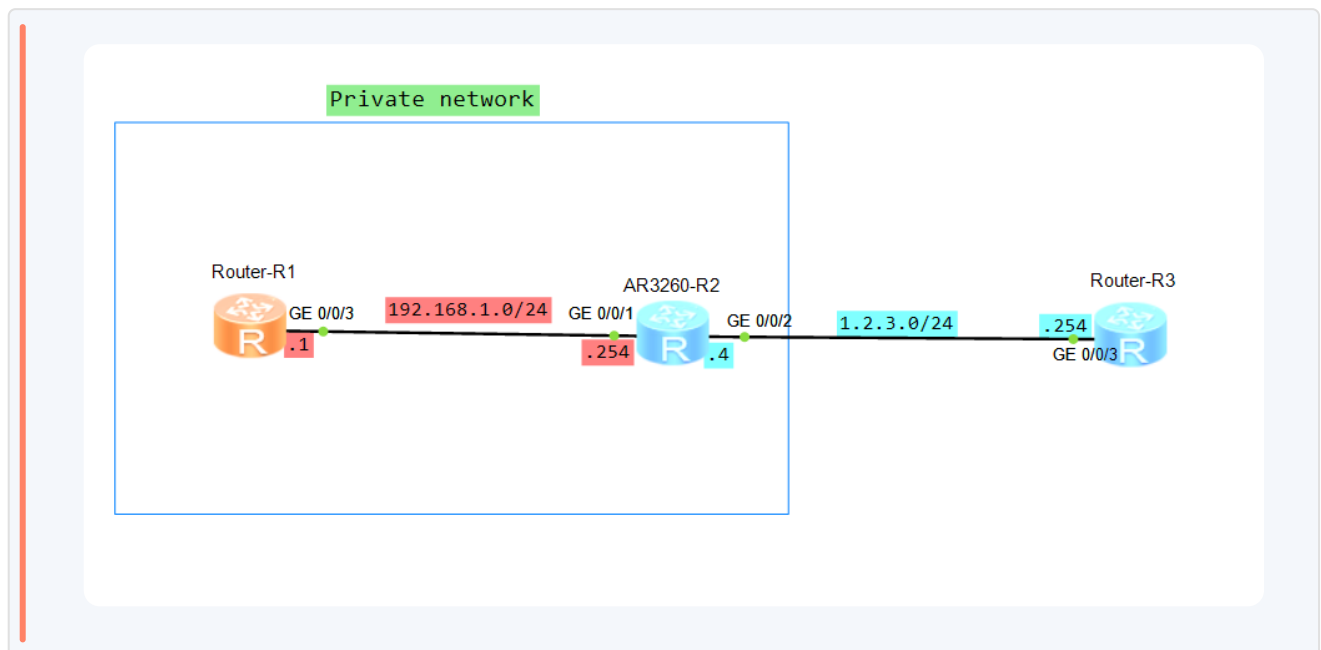 Private network
Router-R1
AR3260-R2
Router-R3
GE 0/0/3
192.168.1.0/24
GE 0/0/1
GE 0/0/2
1.2.3.0/24
.254
.1
.254
.4
GE 0/0/3
R
R
R